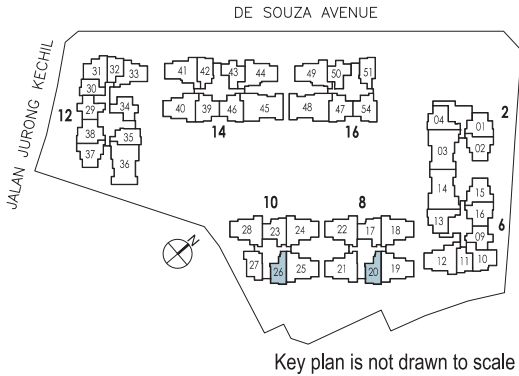 DE SOUZA AVENUE
JALAN JURONG KECHIL
31 32 33
30
29 34
12
38 35
37 36
41 42 43 44
40 39 46 45
14
49 50 51
48 47 54
16
2
04 01
03 02
14 15
13 16
6
09
12 11 10
10
28 23 24
27 26 25
8
22 17 18
21 20 19
N
Key plan is not drawn to scale